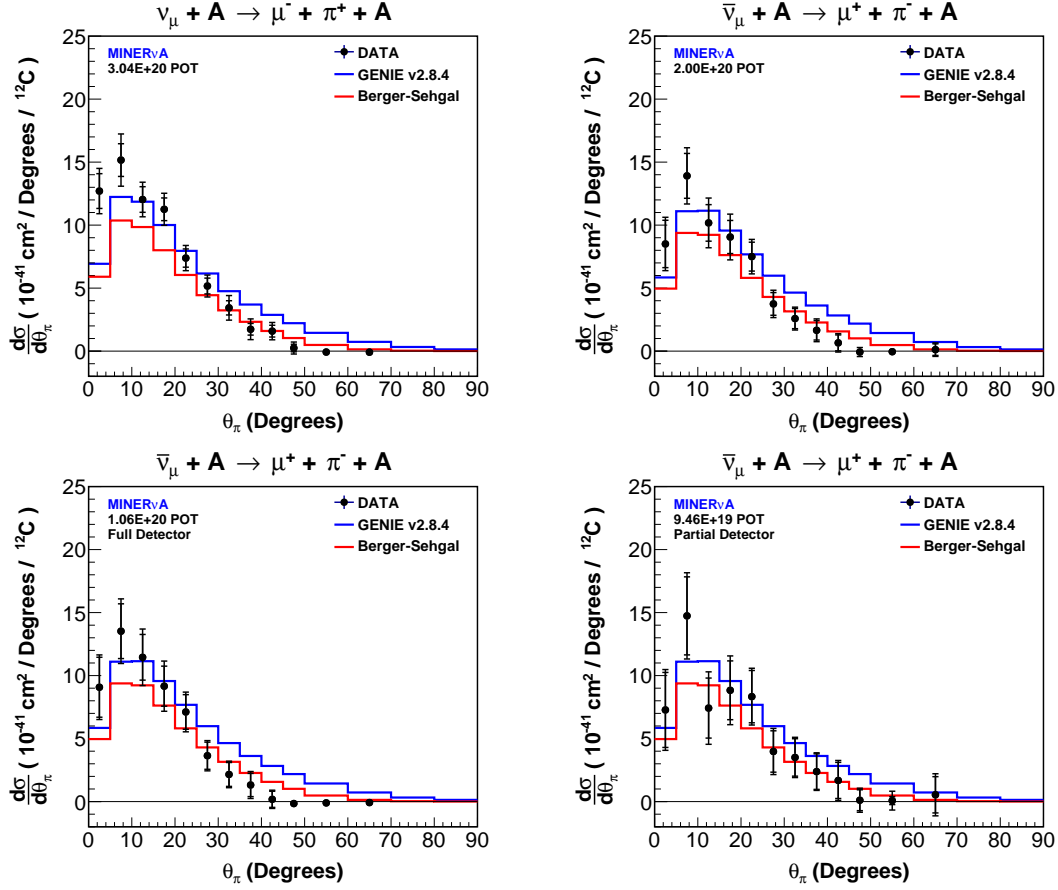 ν_μ + A → μ⁻ + π⁺ + A
25
20
15
10
5
0
MINERνA
3.04E+20 POT
DATA
GENIE v2.8.4
Berger-Sehgal
dσ/dθ_π ( 10⁻⁴¹ cm² / Degrees / ¹²C )
0 10 20 30 40 50 60 70 80 90
θ_π (Degrees)
ν̅_μ + A → μ⁺ + π⁻ + A
25
20
15
10
5
0
MINERνA
2.00E+20 POT
DATA
GENIE v2.8.4
Berger-Sehgal
dσ/dθ_π ( 10⁻⁴¹ cm² / Degrees / ¹²C )
0 10 20 30 40 50 60 70 80 90
θ_π (Degrees)
ν̅_μ + A → μ⁺ + π⁻ + A
25
20
15
10
5
0
MINERνA
1.06E+20 POT
Full Detector
DATA
GENIE v2.8.4
Berger-Sehgal
dσ/dθ_π ( 10⁻⁴¹ cm² / Degrees / ¹²C )
0 10 20 30 40 50 60 70 80 90
θ_π (Degrees)
ν̅_μ + A → μ⁺ + π⁻ + A
25
20
15
10
5
0
MINERνA
9.46E+19 POT
Partial Detector
DATA
GENIE v2.8.4
Berger-Sehgal
dσ/dθ_π ( 10⁻⁴¹ cm² / Degrees / ¹²C )
0 10 20 30 40 50 60 70 80 90
θ_π (Degrees)